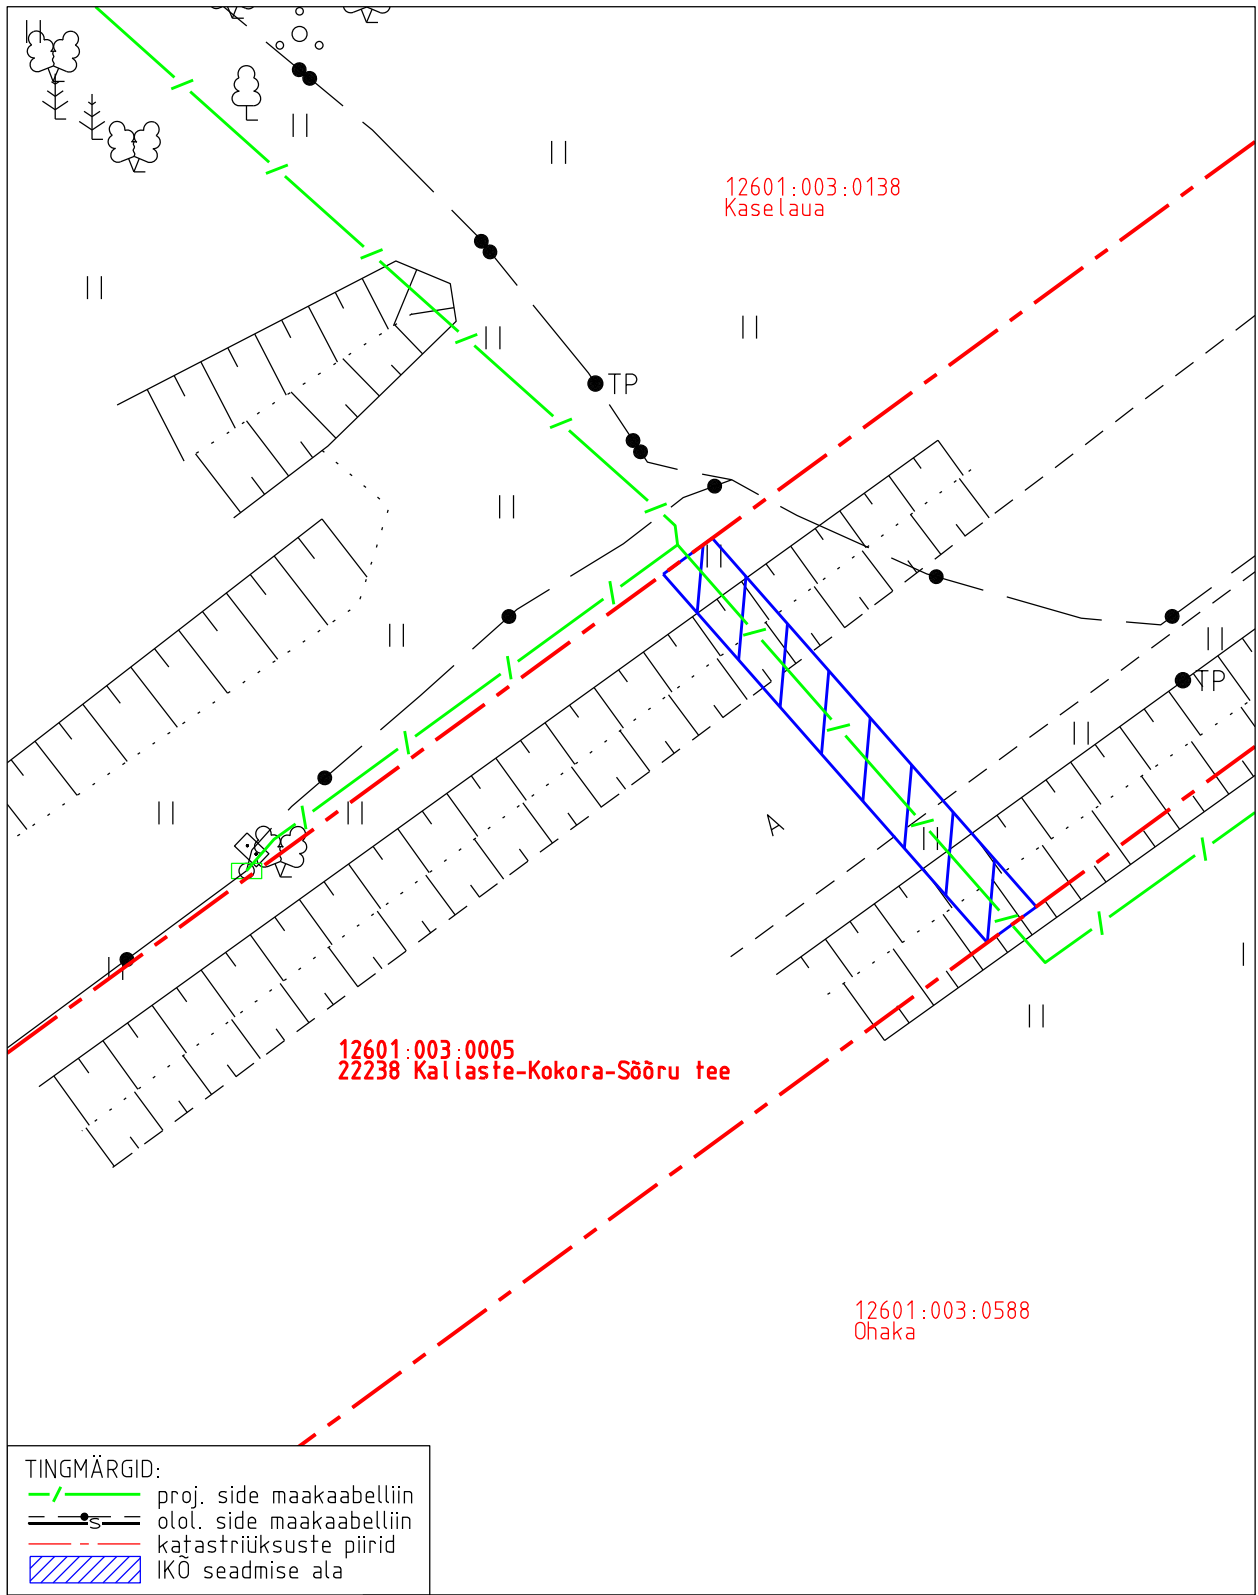 12601:003:0138
Kaselaua
TP
TP
A
12601:003:0005
22238 Kallaste-Kokora-Sööru tee
12601:003:0588
Ohaka
TINGMÄRGID:
proj. side maakaabelliin
S
olol. side maakaabelliin
katastriüksuste piirid
IKÕ seadmise ala